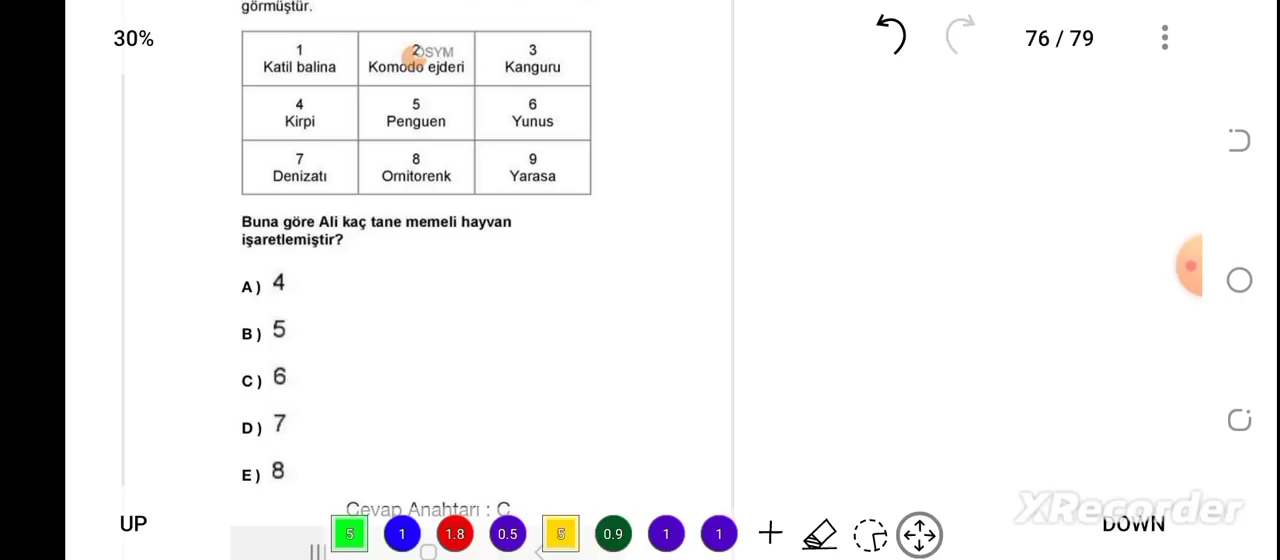 görmüştür.
30%
76 / 79
1
Katil balina
2
ÖSYM
Komodo ejderi
3
Kanguru
4
Kirpi
5
Penguen
6
Yunus
7
Denizatı
8
Ornitorenk
9
Yarasa
Buna göre Ali kaç tane memeli hayvan
işaretlemiştir?
A) 4
B) 5
C) 6
D) 7
E) 8
Cevap Anahtarı : C
UP
5
1
1.8
0.5
5
0.9
1
1
XRecorder
DOWN